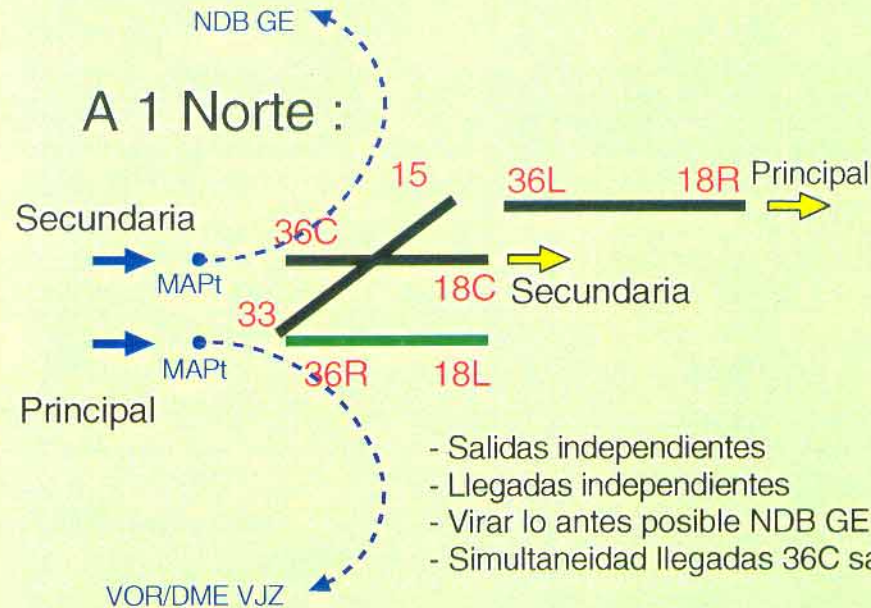 NDB GE
A 1 Norte :
15
36L
18R
Principal
Secundaria
36C
MAPt
18C
Secundaria
33
MAPt
36R
18L
Principal
- Salidas independientes
- Llegadas independientes
- Virar lo antes posible NDB GE
- Simultaneidad llegadas 36C
VOR/DME VJZ